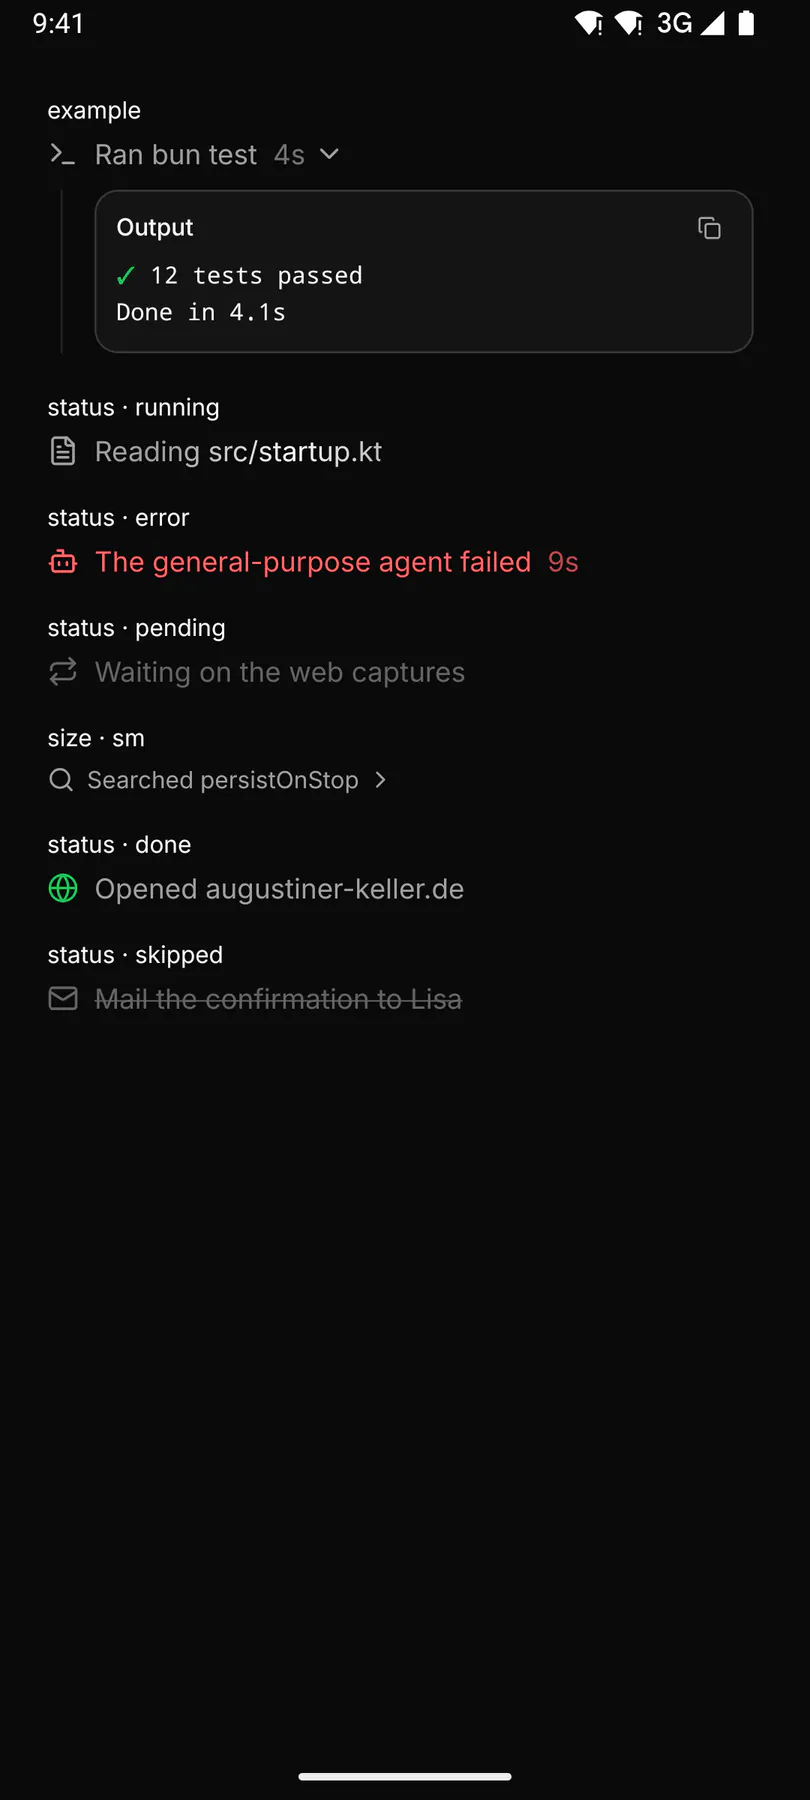 9:41
3G
example
Ran bun test 4s
Output
✓ 12 tests passed
Done in 4.1s
status · running
Reading src/startup.kt
status · error
The general-purpose agent failed 9s
status · pending
Waiting on the web captures
size · sm
Searched persistOnStop
status · done
Opened augustiner-keller.de
status · skipped
Mail the confirmation to Lisa